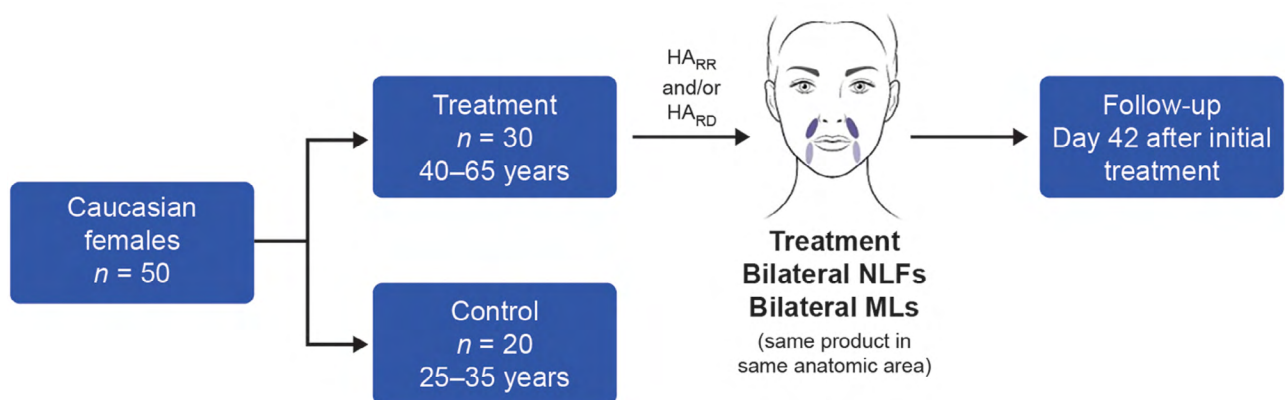 Caucasian
females
n = 50
Treatment
n = 30
40–65 years
Control
n = 20
25–35 years
HARR
and/or
HARD
Treatment
Bilateral NLFs
Bilateral MLs
(same product in
same anatomic area)
Follow-up
Day 42 after initial
treatment